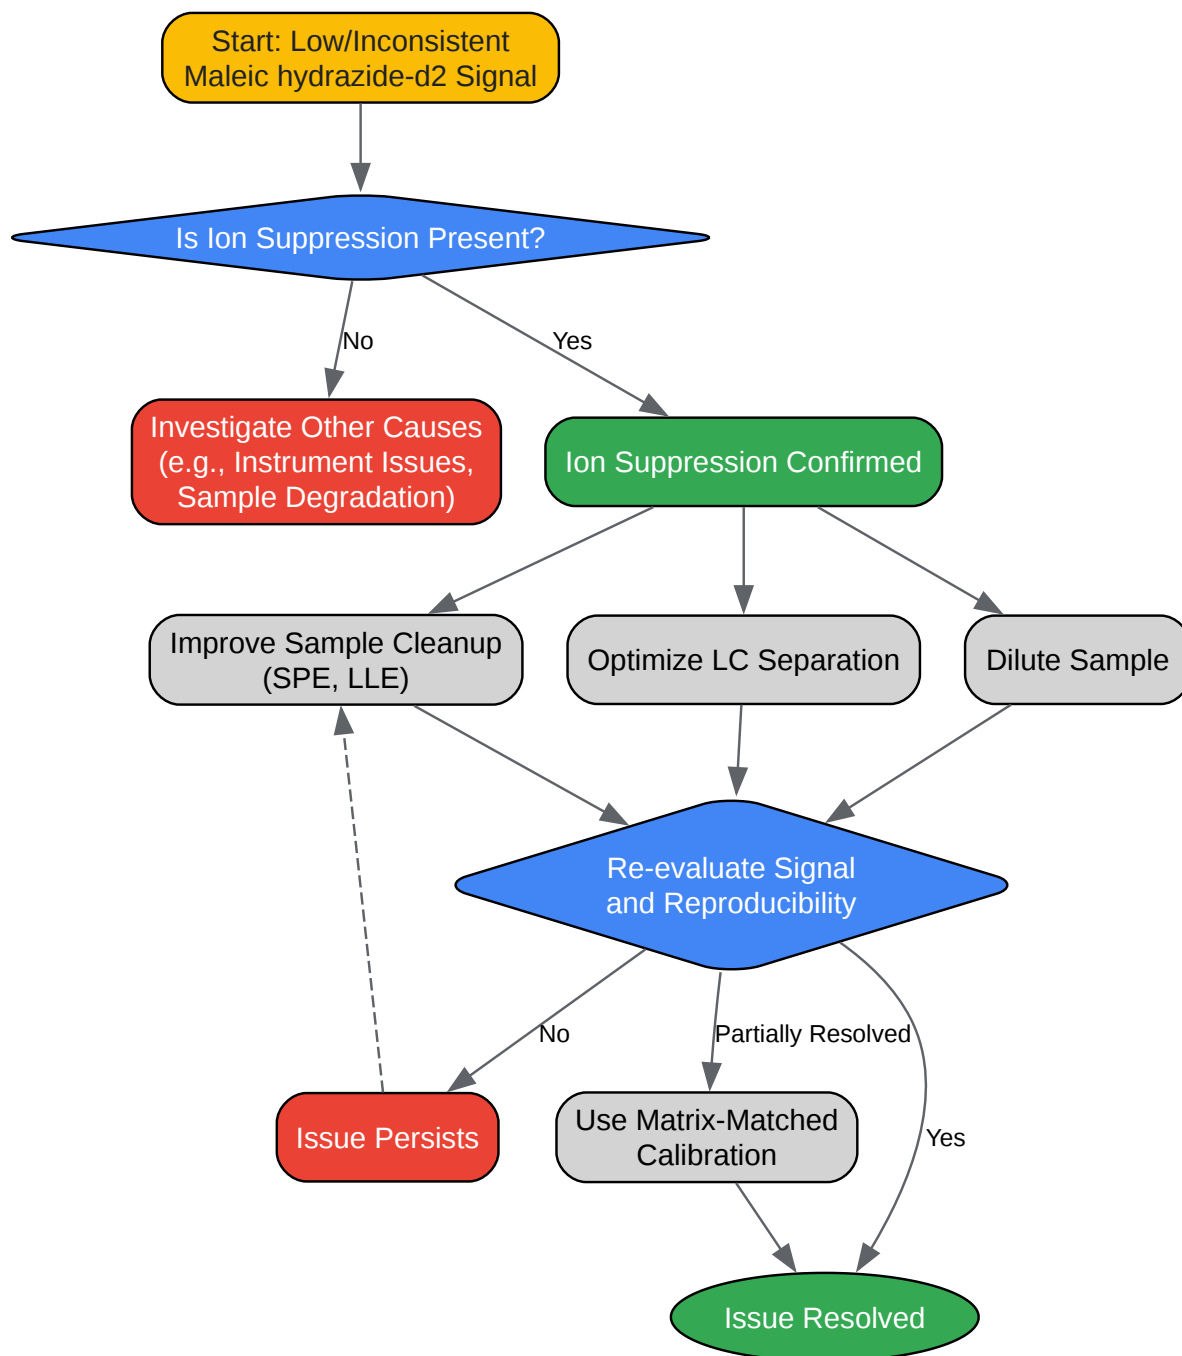 Start: Low/Inconsistent
Maleic hydrazide-d2 Signal
Is Ion Suppression Present?
No
Yes
Investigate Other Causes
(e.g., Instrument Issues,
Sample Degradation)
Ion Suppression Confirmed
Improve Sample Cleanup
(SPE, LLE)
Optimize LC Separation
Dilute Sample
Re-evaluate Signal
and Reproducibility
No
Partially Resolved
Yes
Issue Persists
Use Matrix-Matched
Calibration
Issue Resolved